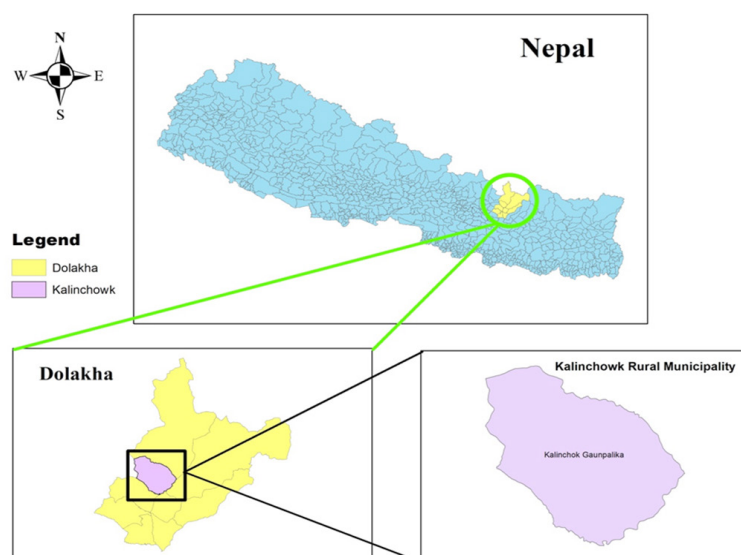 Nepal
N
W E
S
Legend
Dolakha
Kalinchowk
Dolakha
Kalinchowk Rural Municipality
Kalinchok Gaunpalika